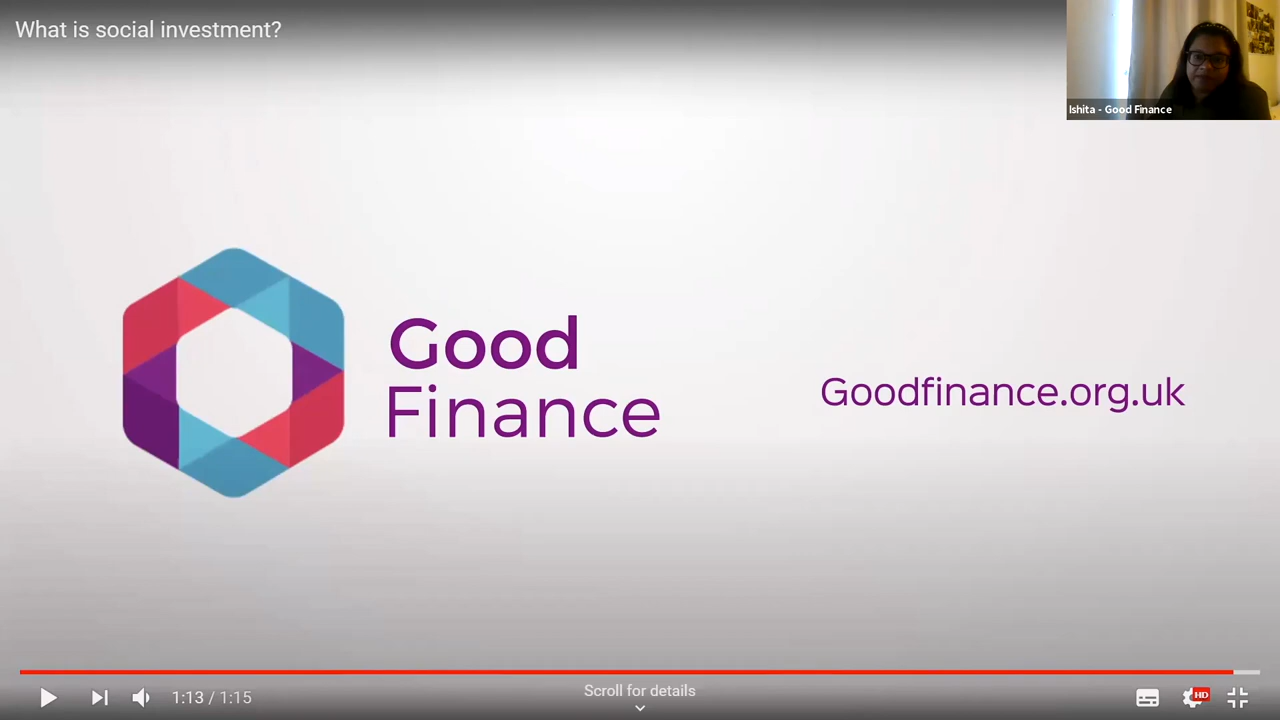 What is social investment?
Ishita - Good Finance
Good
Finance
Goodfinance.org.uk
Scroll for details
1:13 / 1:15
HD